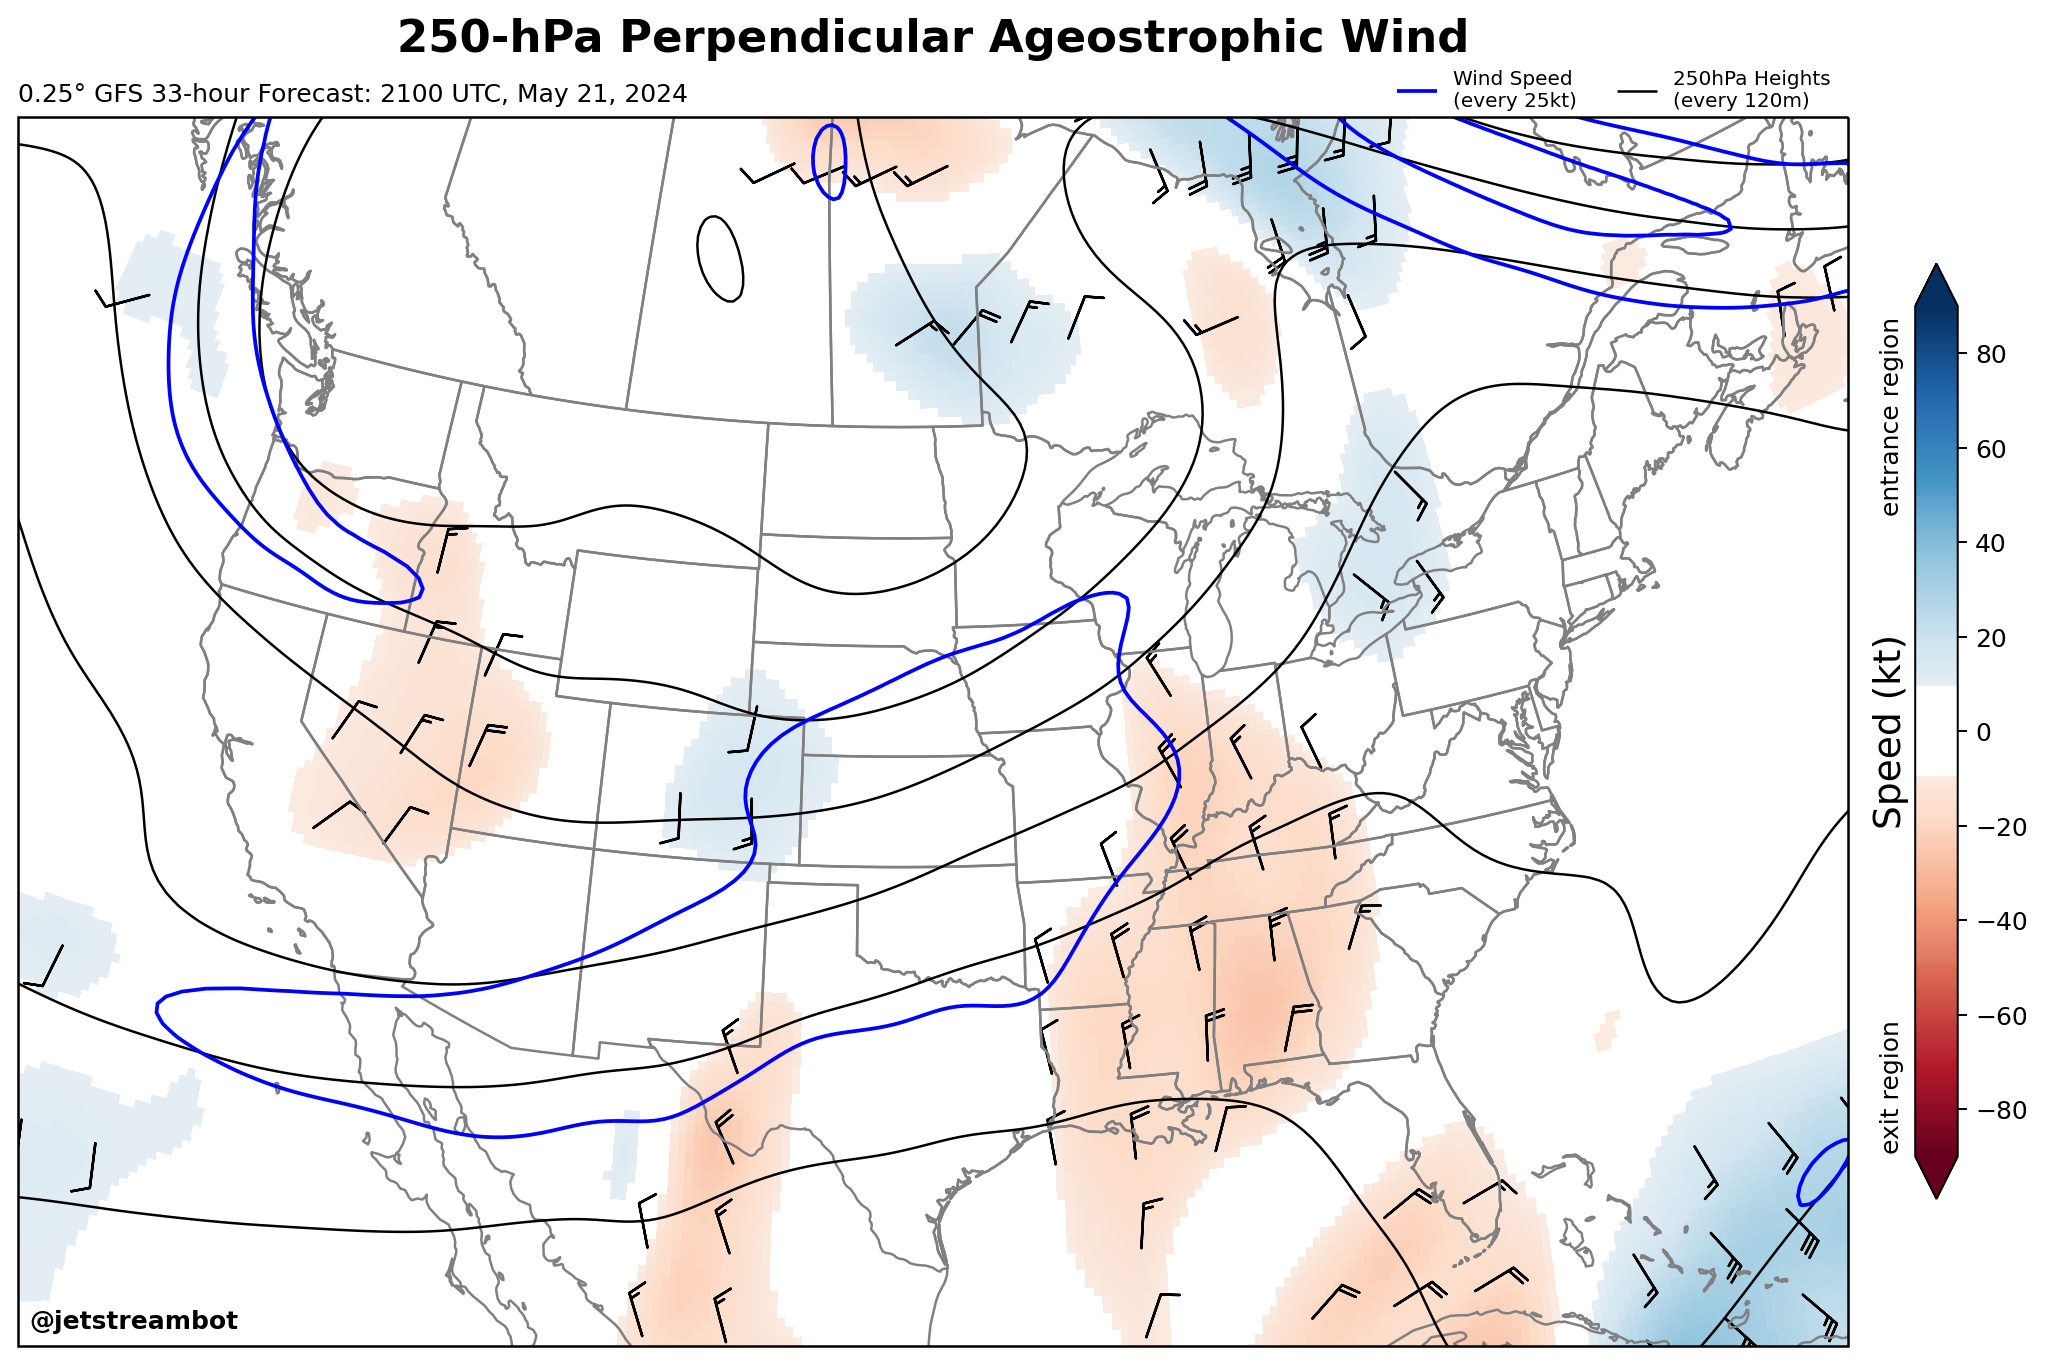 250-hPa Perpendicular Ageostrophic Wind
0.25° GFS 33-hour Forecast: 2100 UTC, May 21, 2024
Wind Speed
(every 25kt)
250hPa Heights
(every 120m)
entrance region
Speed (kt)
exit region
80
60
40
20
0
−20
−40
−60
−80
@jetstreambot